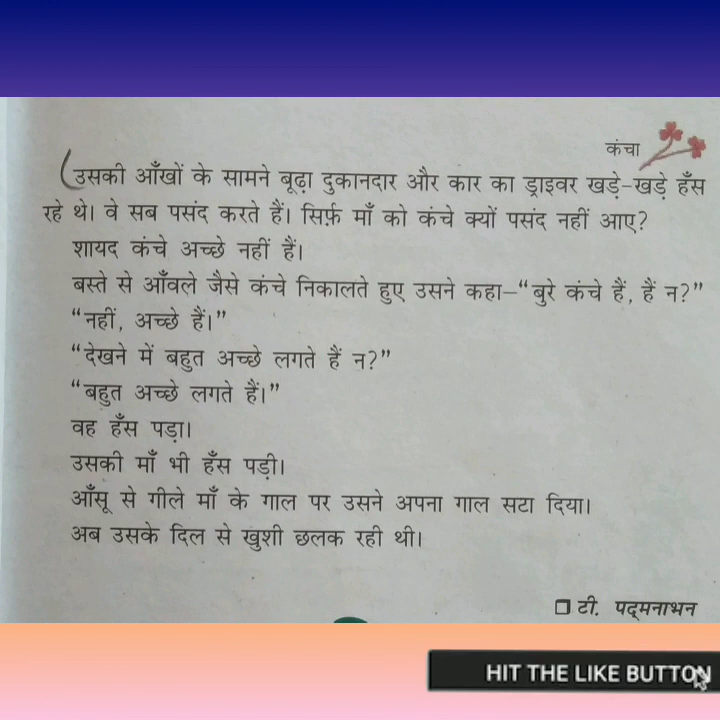 कंचा
उसकी आँखों के सामने बूढ़ा दुकानदार और कार का ड्राइवर खड़े-खड़े हँस
रहे थे। वे सब पसंद करते हैं। सिर्फ़ माँ को कंचे क्यों पसंद नहीं आए?
शायद कंचे अच्छे नहीं हैं।
बस्ते से आँवले जैसे कंचे निकालते हुए उसने कहा–“बुरे कंचे हैं, हैं न?”
“नहीं, अच्छे हैं।”
“देखने में बहुत अच्छे लगते हैं न?”
“बहुत अच्छे लगते हैं।”
वह हँस पड़ा।
उसकी माँ भी हँस पड़ी।
आँसू से गीले माँ के गाल पर उसने अपना गाल सटा दिया।
अब उसके दिल से खुशी छलक रही थी।
टी. पद्मनाभन
HIT THE LIKE BUTTON